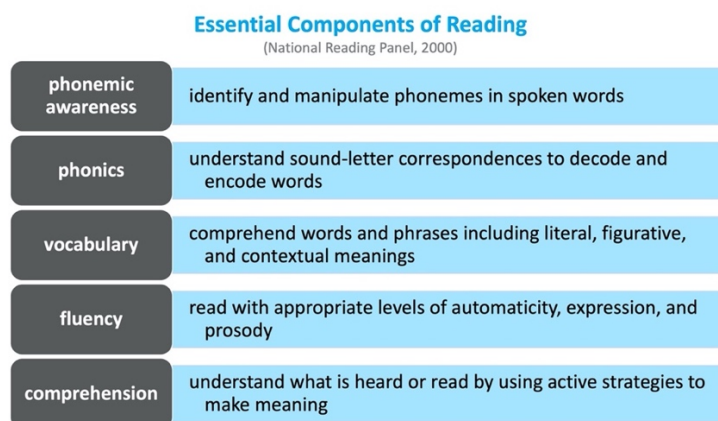 Essential Components of Reading
(National Reading Panel, 2000)
phonemic
awareness
identify and manipulate phonemes in spoken words
phonics
understand sound-letter correspondences to decode and
encode words
vocabulary
comprehend words and phrases including literal, figurative,
and contextual meanings
fluency
read with appropriate levels of automaticity, expression, and
prosody
comprehension
understand what is heard or read by using active strategies to
make meaning